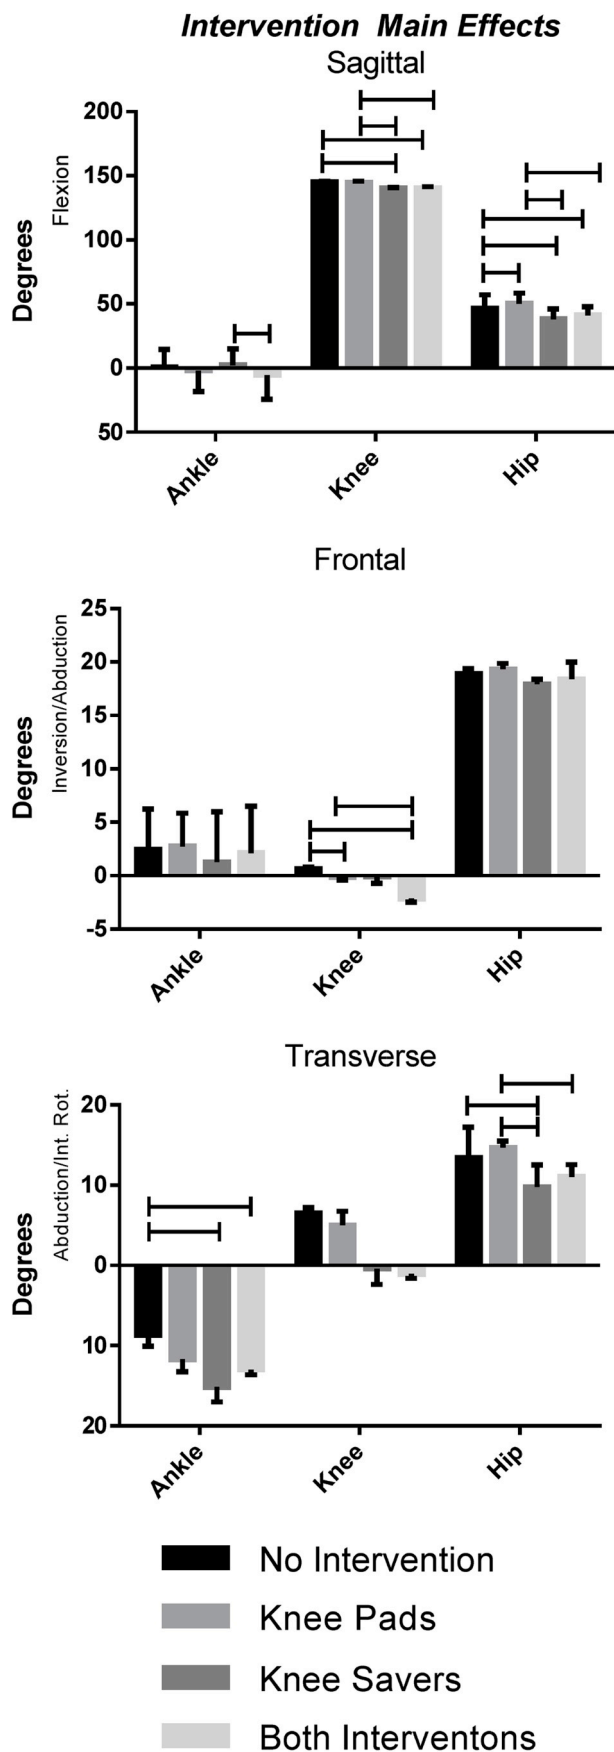 Intervention Main Effects
Sagittal
Degrees
Flexion
200
150
100
50
0
50
Ankle
Knee
Hip
Frontal
Degrees
Inversion/Abduction
25
20
15
10
5
0
-5
Ankle
Knee
Hip
Transverse
Degrees
Abduction/Int. Rot.
20
10
0
10
20
Ankle
Knee
Hip
No Intervention
Knee Pads
Knee Savers
Both Interventons